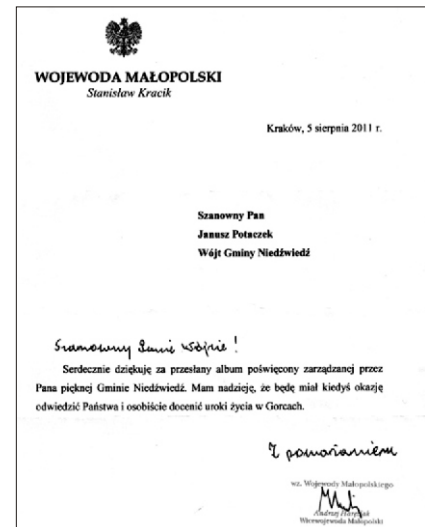 WOJEWODA MAŁOPOLSKI
Stanisław Kracik
Kraków, 5 sierpnia 2011 r.
Szanowny Pan
Janusz Potaczek
Wójt Gminy Niedźwiedź
Szanowny Panie Wójcie!
Serdecznie dziękuję za przesłany album poświęcony zarządzanej przez
Pana pięknej Gminie Niedźwiedź. Mam nadzieję, że będę miał kiedyś okazję
odwiedzić Państwa i osobiście docenić uroki życia w Gorcach.
Z poważaniem
wz. Wojewody Małopolskiego
Andrzej Harężlak
Wicewojewoda Małopolski